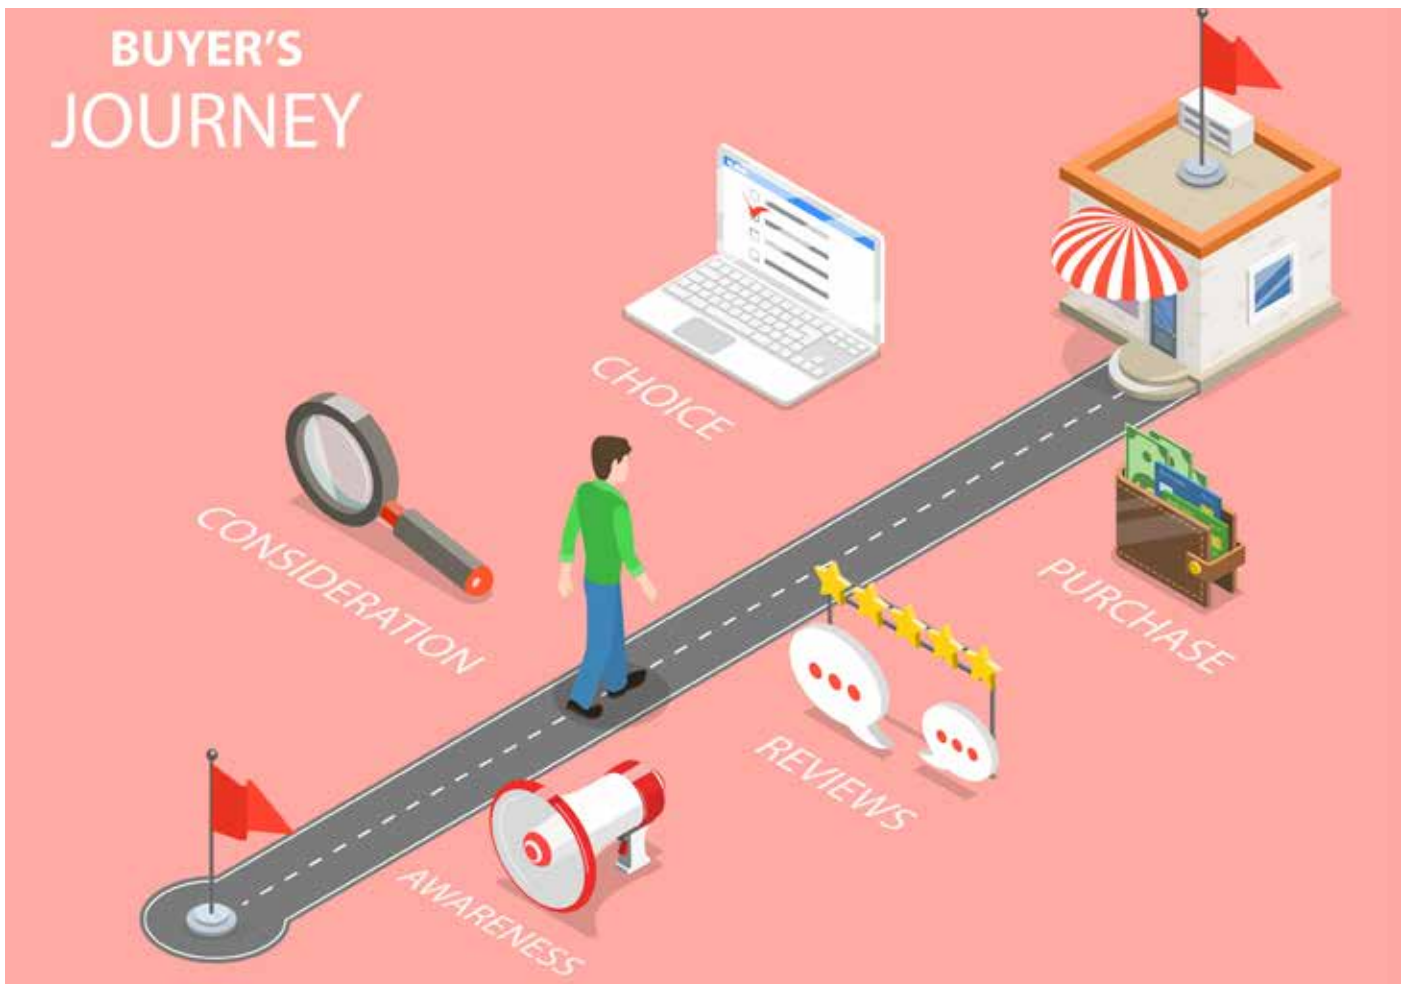 BUYER'S
JOURNEY
CHOICE
CONSIDERATION
PURCHASE
REVIEWS
AWARENESS